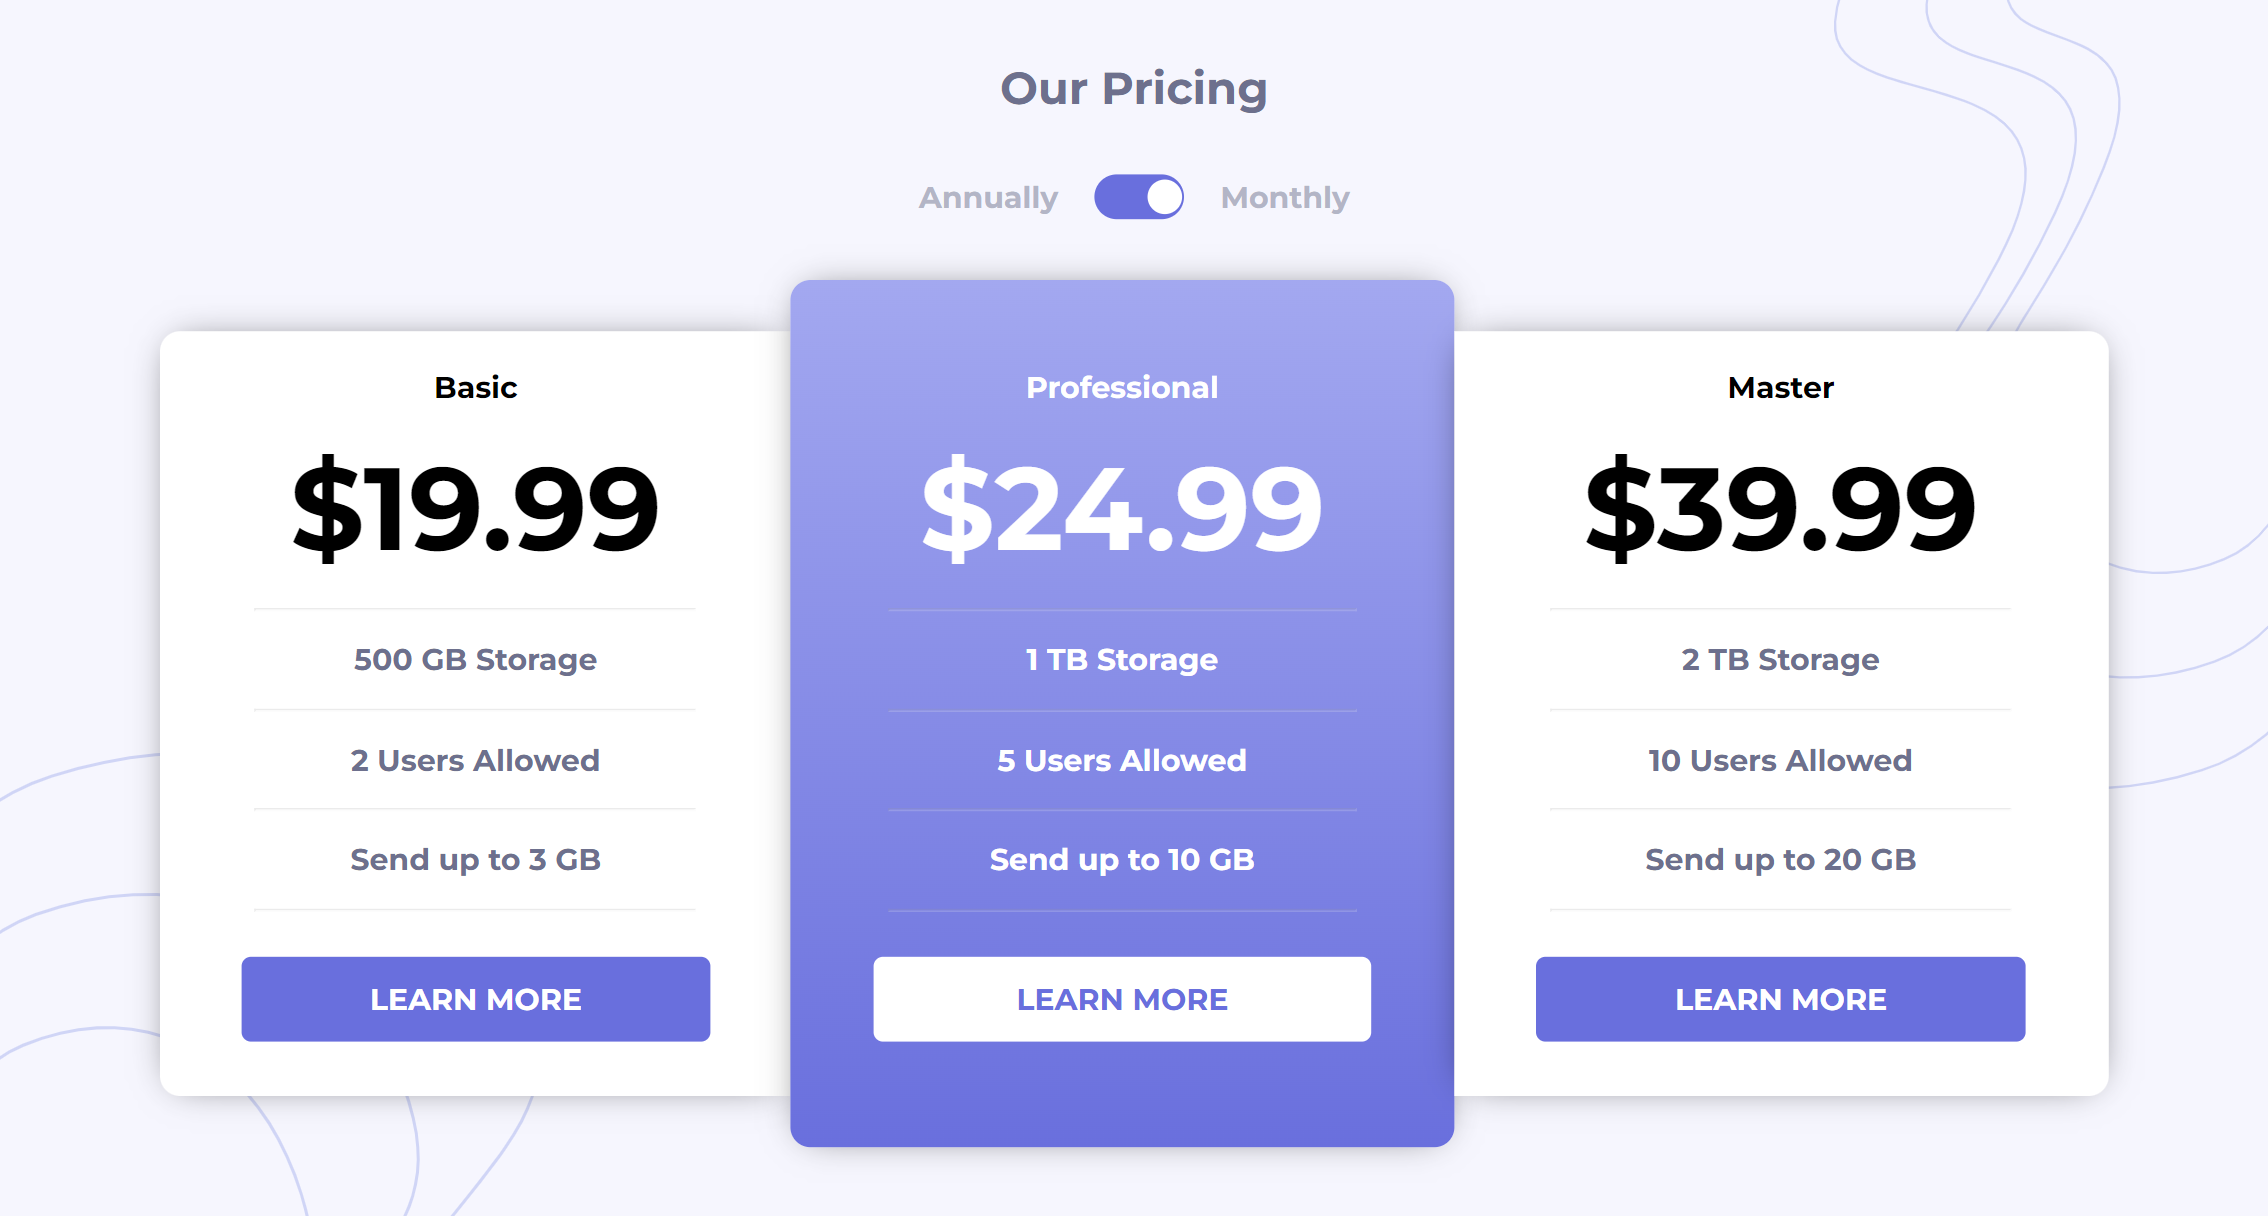 Our Pricing
Annually Monthly
Basic
$19.99
500 GB Storage
2 Users Allowed
Send up to 3 GB
LEARN MORE
Professional
$24.99
1 TB Storage
5 Users Allowed
Send up to 10 GB
LEARN MORE
Master
$39.99
2 TB Storage
10 Users Allowed
Send up to 20 GB
LEARN MORE